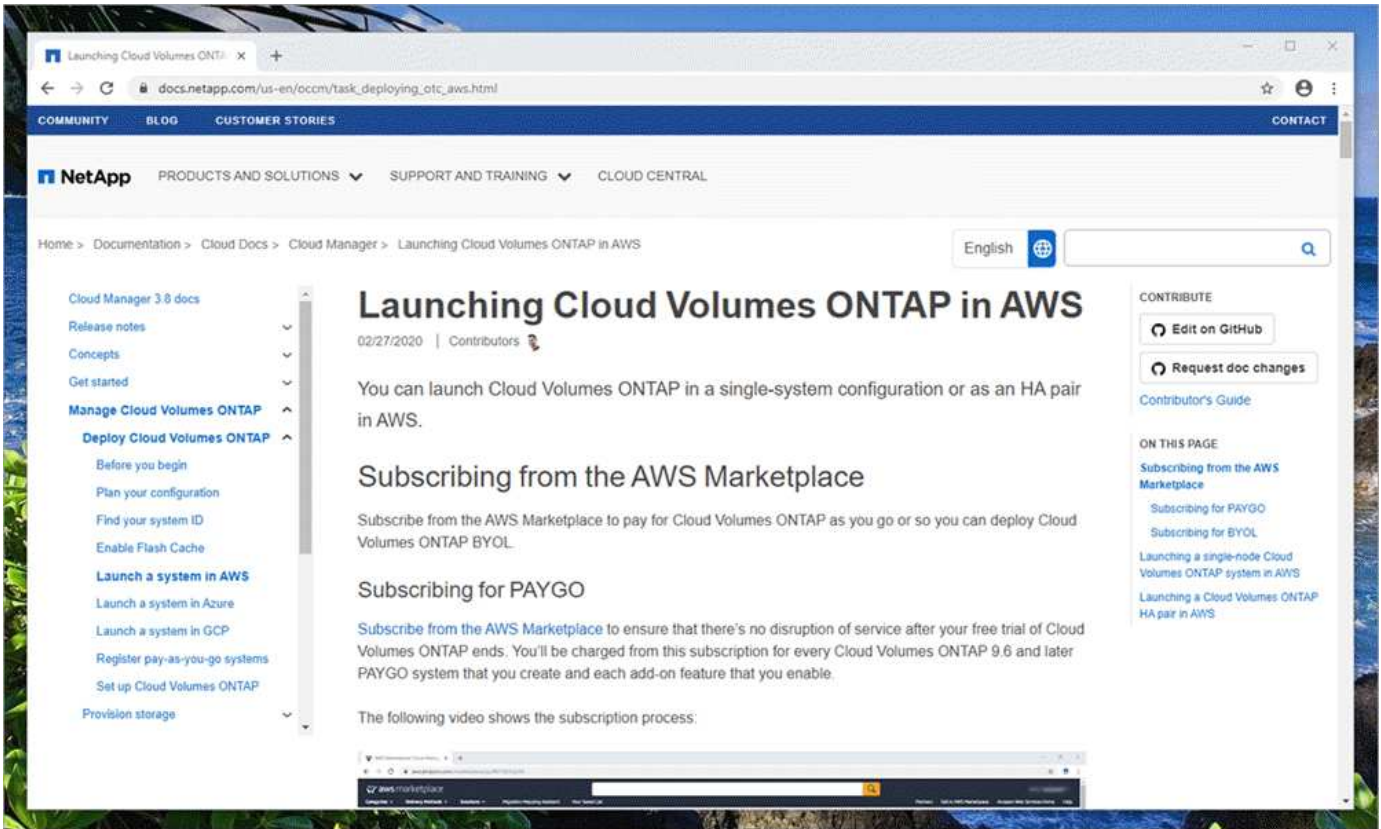 Launching Cloud Volumes ONTA
docs.netapp.com/us-en/occm/task_deploying_otc_aws.html
COMMUNITY BLOG CUSTOMER STORIES CONTACT
NetApp PRODUCTS AND SOLUTIONS SUPPORT AND TRAINING CLOUD CENTRAL
Home > Documentation > Cloud Docs > Cloud Manager > Launching Cloud Volumes ONTAP in AWS
English
Cloud Manager 3.8 docs
Release notes
Concepts
Get started
Manage Cloud Volumes ONTAP
Deploy Cloud Volumes ONTAP
Before you begin
Plan your configuration
Find your system ID
Enable Flash Cache
Launch a system in AWS
Launch a system in Azure
Launch a system in GCP
Register pay-as-you-go systems
Set up Cloud Volumes ONTAP
Provision storage
Launching Cloud Volumes ONTAP in AWS
02/27/2020 | Contributors
You can launch Cloud Volumes ONTAP in a single-system configuration or as an HA pair
in AWS.
Subscribing from the AWS Marketplace
Subscribe from the AWS Marketplace to pay for Cloud Volumes ONTAP as you go or so you can deploy Cloud
Volumes ONTAP BYOL.
Subscribing for PAYGO
Subscribe from the AWS Marketplace to ensure that there's no disruption of service after your free trial of Cloud
Volumes ONTAP ends. You'll be charged from this subscription for every Cloud Volumes ONTAP 9.6 and later
PAYGO system that you create and each add-on feature that you enable.
The following video shows the subscription process:
aws marketplace
CONTRIBUTE
Edit on GitHub
Request doc changes
Contributor's Guide
ON THIS PAGE
Subscribing from the AWS
Marketplace
Subscribing for PAYGO
Subscribing for BYOL
Launching a single-node Cloud
Volumes ONTAP system in AWS
Launching a Cloud Volumes ONTAP
HA pair in AWS